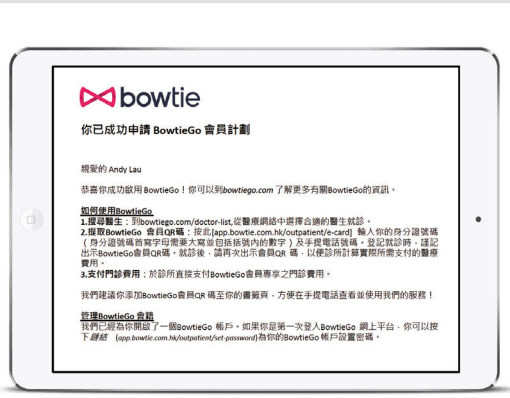 bowtie
你已成功申請 BowtieGo 會員計劃
親愛的 Andy Lau
恭喜你成功啟用 BowtieGo！你可以到bowtiego.com 了解更多有關BowtieGo的資訊。
如何使用BowtieGo
1.搜尋醫生：到bowtiego.com/doctor-list,從醫療網絡中選擇合適的醫生就診。
2.提取BowtieGo 會員QR碼：按此[app.bowtie.com.hk/outpatient/e-card] 輸人你的身分證號碼
（身分證號碼首寫字母需要大寫並包括括號內的數字）及手提電話號碼。登記就診時，謹記
出示BowtieGo會員QR碼。就診後，請再次出示會員QR 碼，以便診所計算實際所需支付的醫療
費用。
3.支付門診費用：於診所直接支付BowtieGo會員專享之門診費用。
我們建議你添加BowtieGo會員QR 碼至你的書籤頁，方便在手提電話查看並使用我們的服務！
管理BowtieGo 會籍
我們已經為你開啟了一個BowtieGo 帳戶。如果你是第一次登人BowtieGo 網上平台，你可以按
下鏈結 (app.bowtie.com.hk/outpatient/set-password)為你的BowtieGo 帳戶設置密碼。